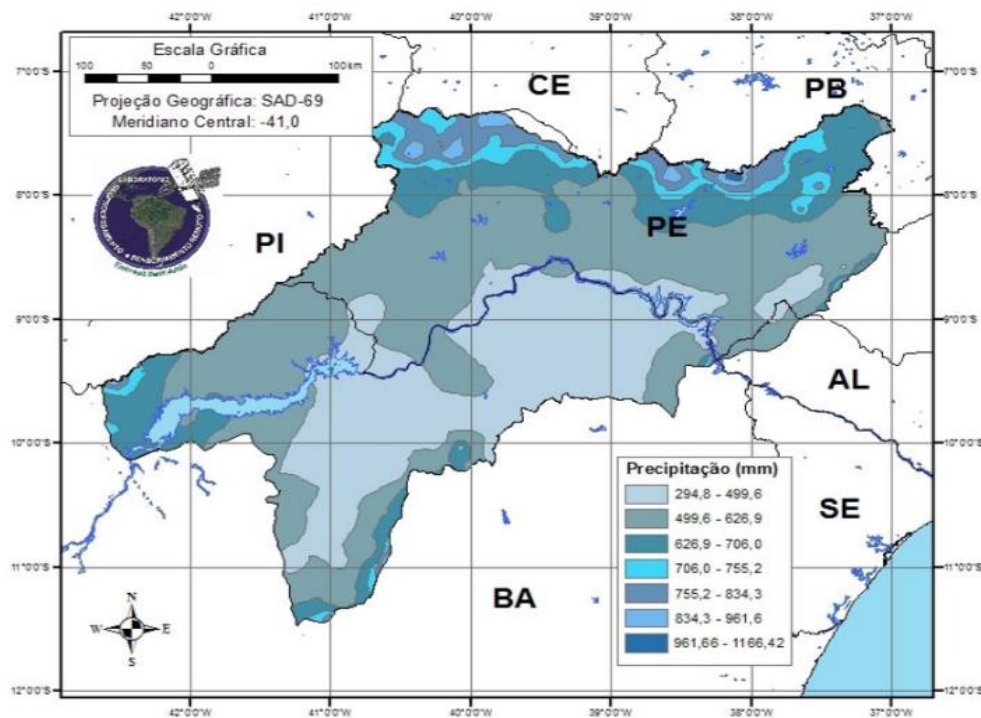 42°0'0"W 41°0'0"W 40°0'0"W 39°0'0"W 38°0'0"W 37°0'0"W
Escala Gráfica
100 50 0 100 km
Projeção Geográfica: SAD-69
Meridiano Central: -41,0
7°0'0"S
7°0'0"S
CE
PB
8°0'0"S
8°0'0"S
PI
PE
9°0'0"S
9°0'0"S
AL
10°0'0"S
10°0'0"S
Precipitação (mm)
294,8 - 499,6
499,6 - 626,9
626,9 - 706,0
706,0 - 755,2
755,2 - 834,3
834,3 - 961,6
961,66 - 1166,42
SE
11°0'0"S
11°0'0"S
BA
N
W E
S
12°0'0"S
12°0'0"S
42°0'0"W 41°0'0"W 40°0'0"W 39°0'0"W 38°0'0"W 37°0'0"W